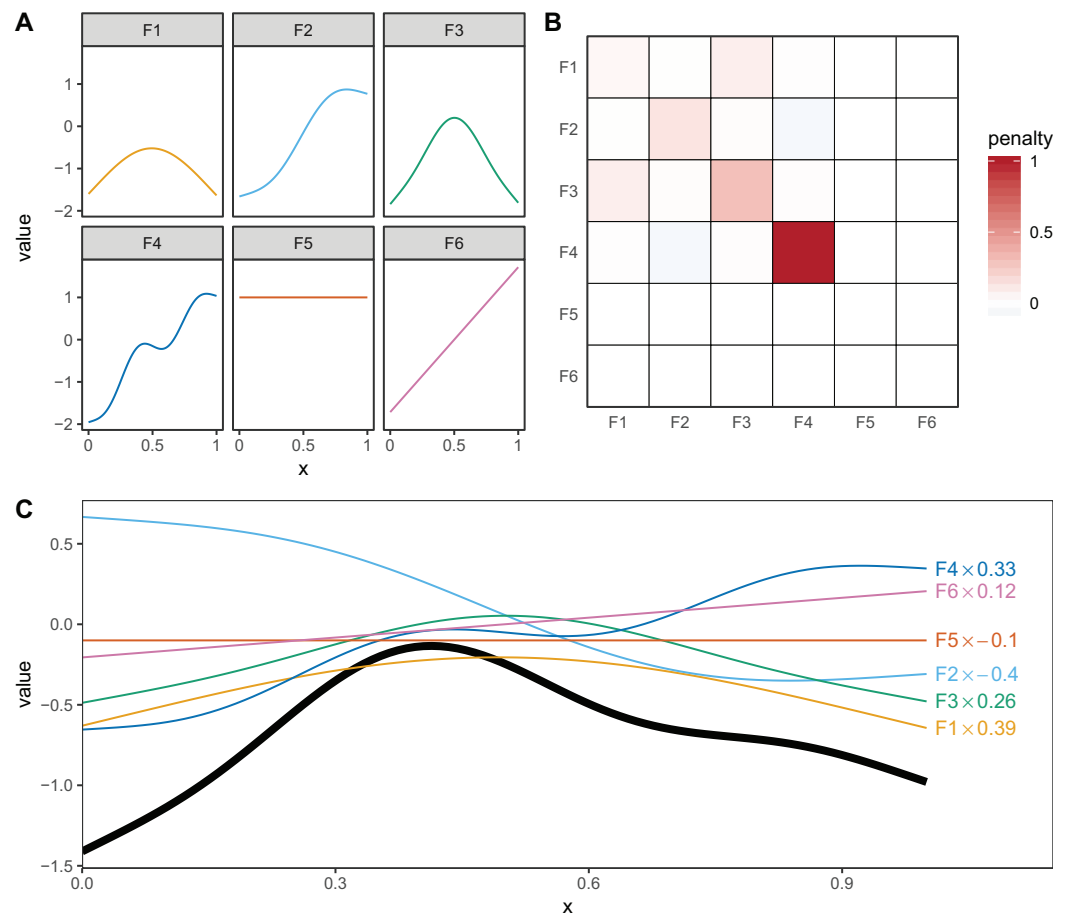 A
F1 F2 F3
1
0
−1
−2
value
F4 F5 F6
1
0
−1
−2
0 0.5 1 0 0.5 1 0 0.5 1
x
B
F1
F2
F3
F4
F5
F6
F1 F2 F3 F4 F5 F6
penalty
1
0.5
0
C
0.5
0.0
−0.5
−1.0
−1.5
value
F4×0.33
F6×0.12
F5×−0.1
F2×−0.4
F3×0.26
F1×0.39
0.0 0.3 0.6 0.9
x